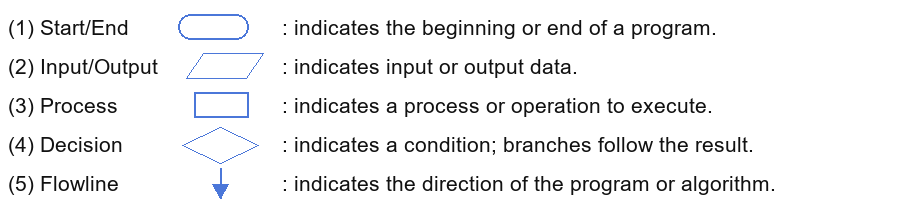 (1) Start/End : indicates the beginning or end of a program.
(2) Input/Output : indicates input or output data.
(3) Process : indicates a process or operation to execute.
(4) Decision : indicates a condition; branches follow the result.
(5) Flowline : indicates the direction of the program or algorithm.